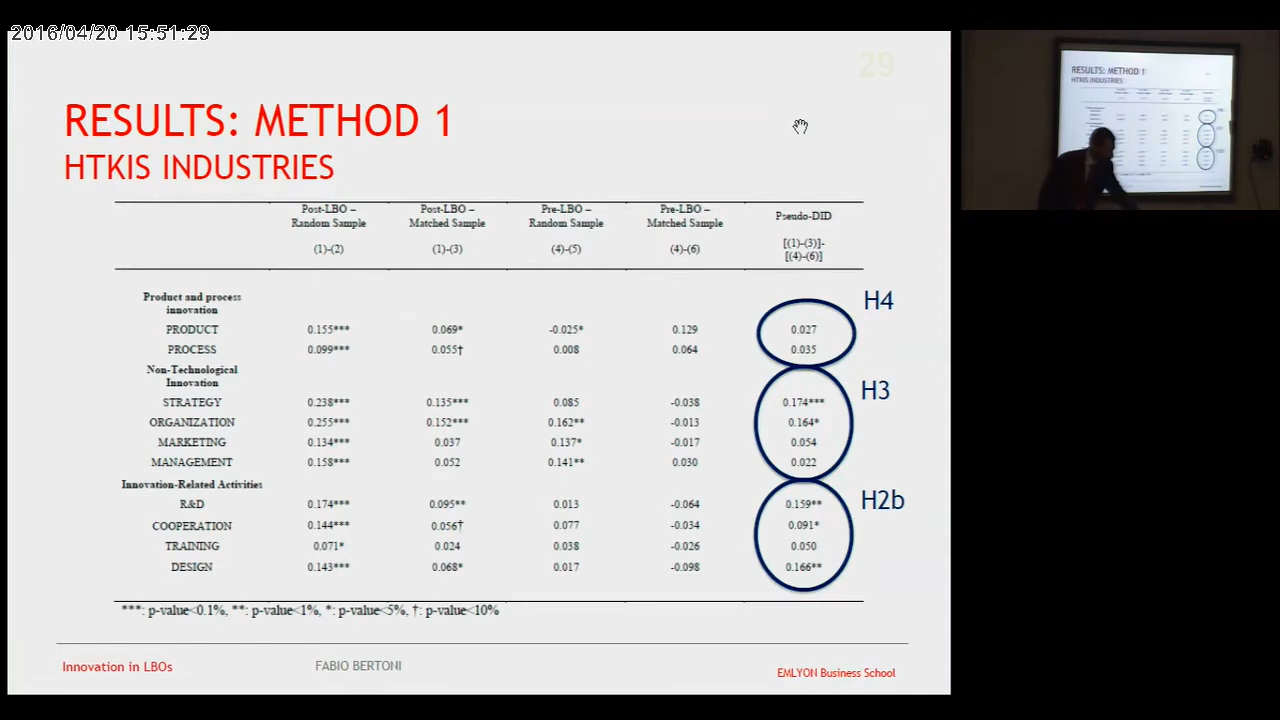 2016/04/20 15:51:29
29
RESULTS: METHOD 1
HTKIS INDUSTRIES
Post-LBO – Random Sample (1)-(2) Post-LBO – Matched Sample (1)-(3) Pre-LBO – Random Sample (4)-(5) Pre-LBO – Matched Sample (4)-(6) Pseudo-DID [(1)-(3)]-[(4)-(6)]
Product and process innovation
H4
PRODUCT 0.155*** 0.069* -0.025* 0.129 0.027
PROCESS 0.099*** 0.055† 0.008 0.064 0.035
Non-Technological Innovation
H3
STRATEGY 0.238*** 0.135*** 0.085 -0.038 0.174***
ORGANIZATION 0.255*** 0.152*** 0.162** -0.013 0.164*
MARKETING 0.134*** 0.037 0.137* -0.017 0.054
MANAGEMENT 0.158*** 0.052 0.141** 0.030 0.022
Innovation-Related Activities
H2b
R&D 0.174*** 0.095** 0.013 -0.064 0.159**
COOPERATION 0.144*** 0.056† 0.077 -0.034 0.091*
TRAINING 0.071* 0.024 0.038 -0.026 0.050
DESIGN 0.143*** 0.068* 0.017 -0.098 0.166**
***: p-value<0.1%, **: p-value<1%, *: p-value<5%, †: p-value<10%
Innovation in LBOs FABIO BERTONI EMLYON Business School
RESULTS: METHOD 1
HTKIS INDUSTRIES